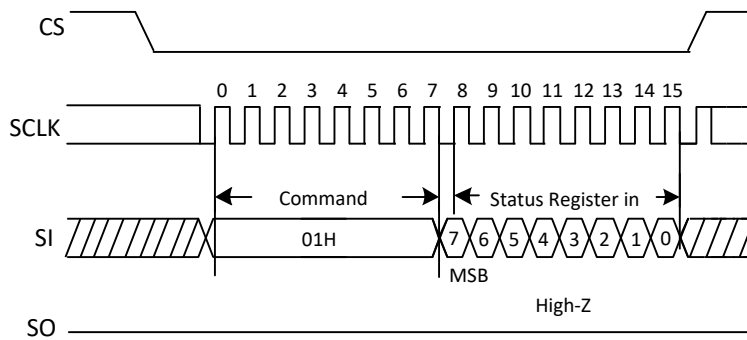 CS
0 1 2 3 4 5 6 7 8 9 10 11 12 13 14 15
SCLK
Command Status Register in
SI 01H 7 6 5 4 3 2 1 0
MSB
High-Z
SO